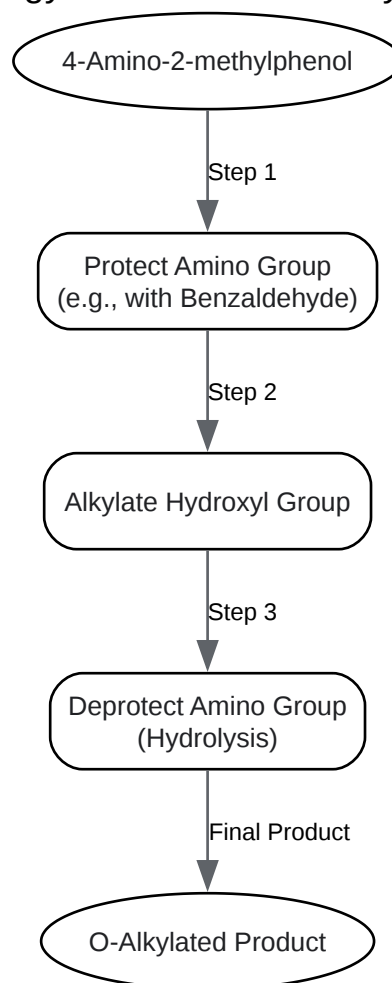 4-Amino-2-methylphenol
Step 1
Protect Amino Group
(e.g., with Benzaldehyde)
Step 2
Alkylate Hydroxyl Group
Step 3
Deprotect Amino Group
(Hydrolysis)
Final Product
O-Alkylated Product